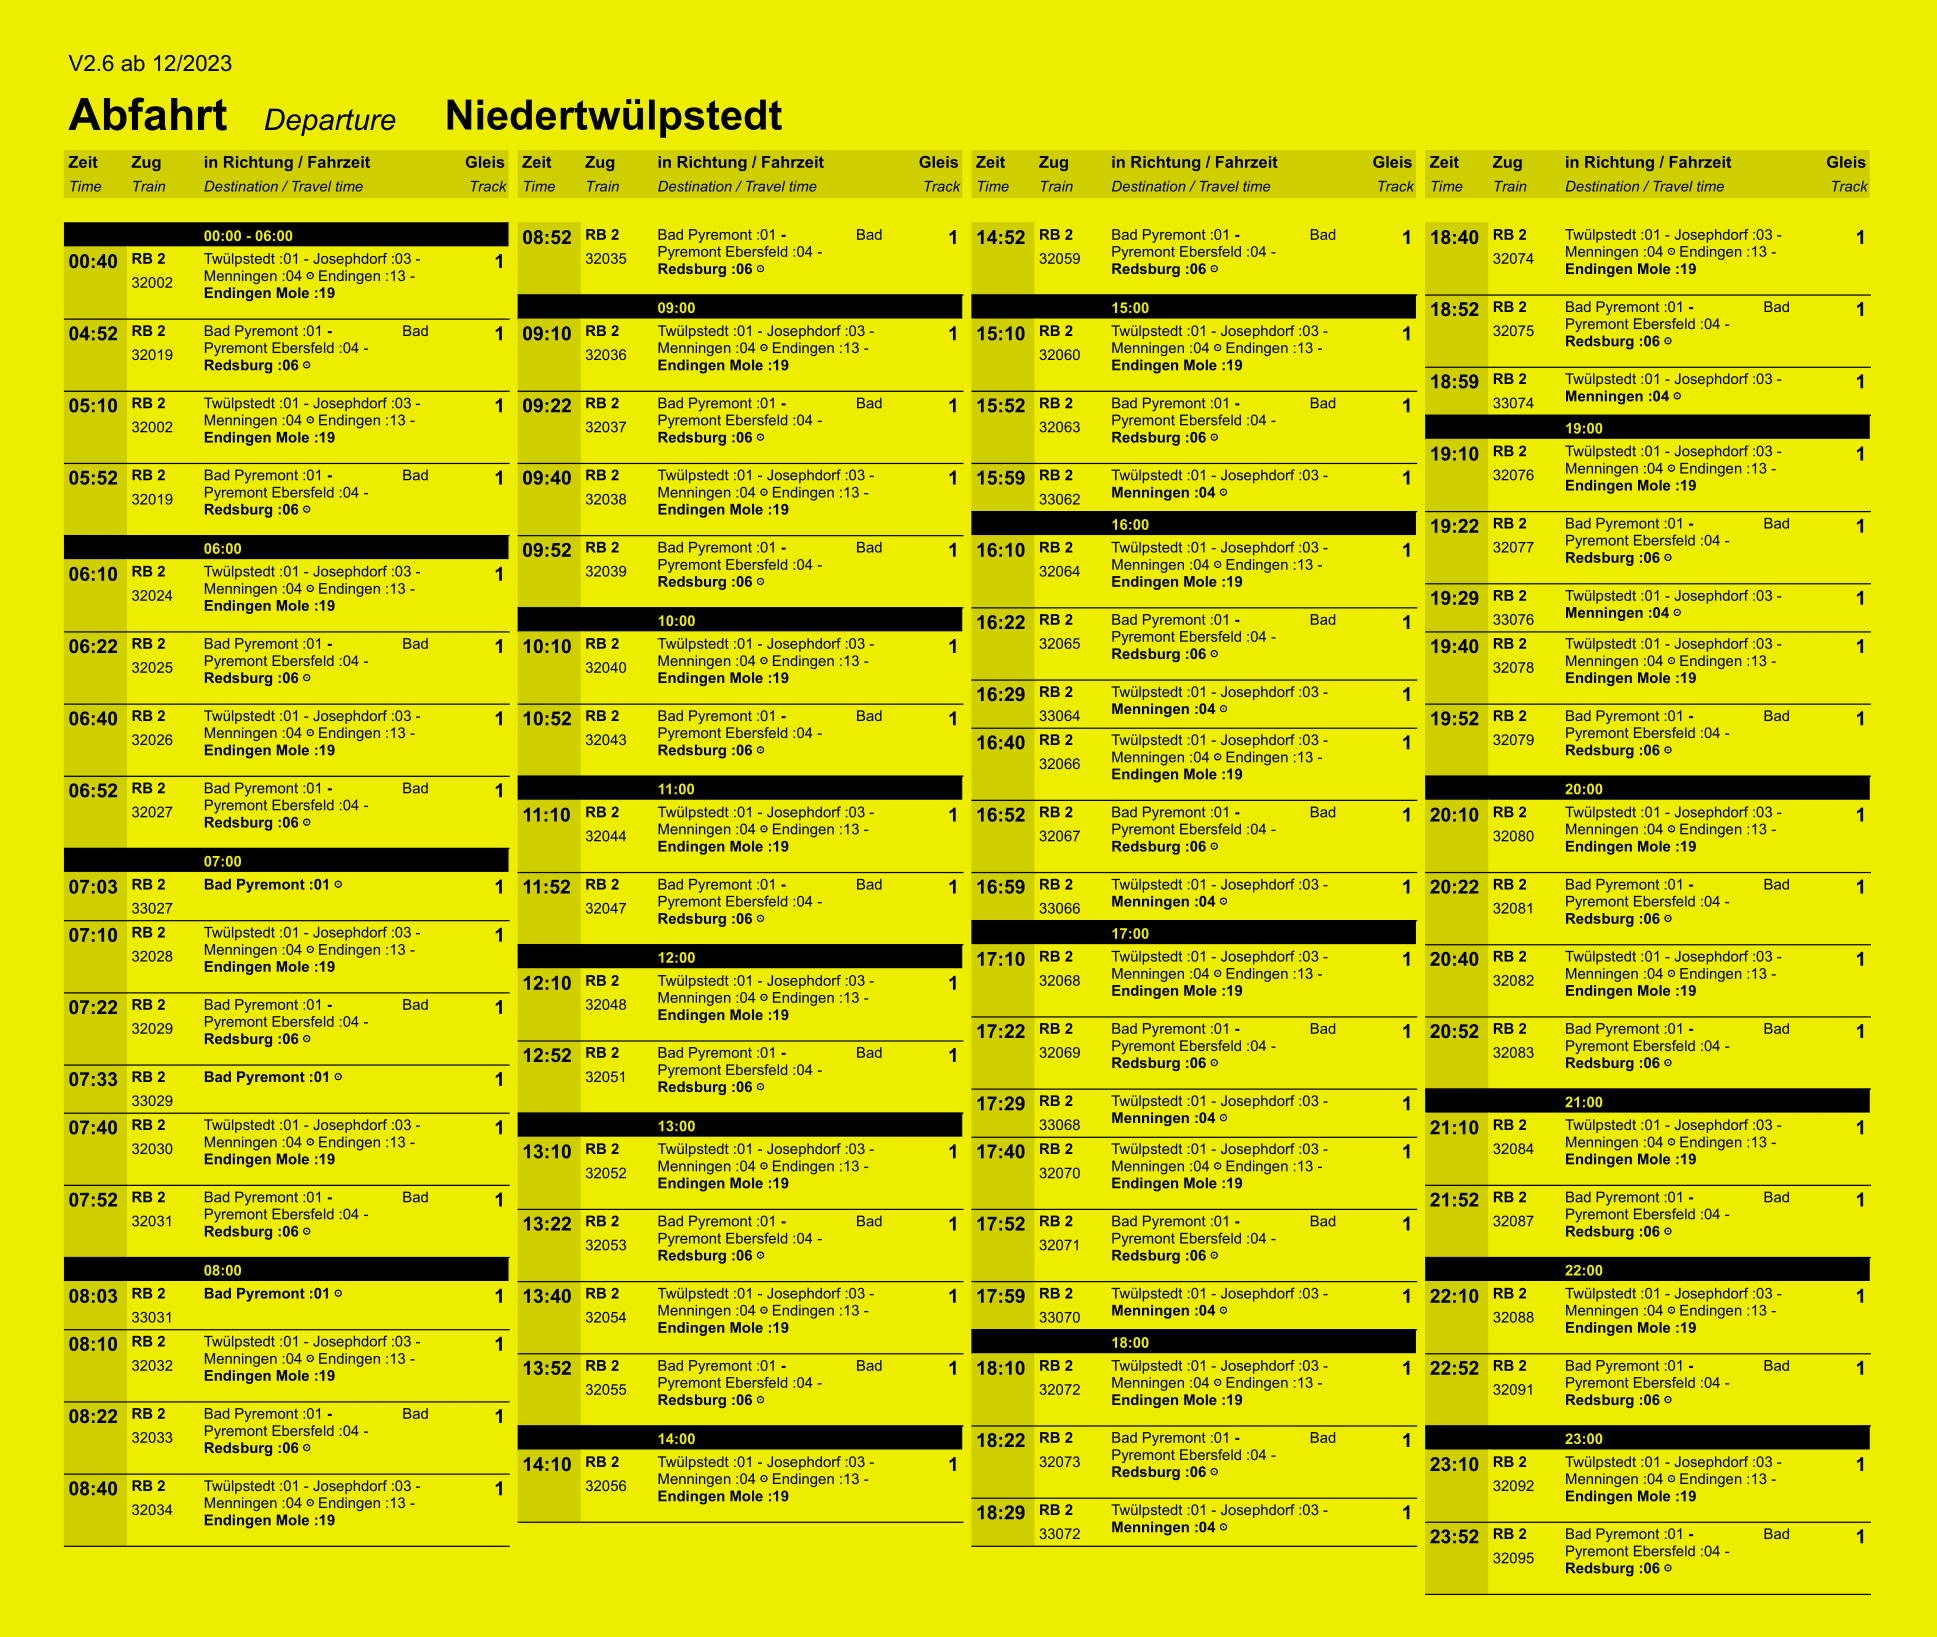 V2.6 ab 12/2023
Abfahrt Departure Niedertwülpstedt
Zeit Zug in Richtung / Fahrzeit Gleis
Time Train Destination / Travel time Track
00:00 - 06:00
00:40 RB 2 Twülpstedt :01 - Josephdorf :03 - 1
32002 Menningen :04 ⊙ Endingen :13 -
Endingen Mole :19
04:52 RB 2 Bad Pyremont :01 - Bad 1
32019 Pyremont Ebersfeld :04 -
Redsburg :06 ⊙
05:10 RB 2 Twülpstedt :01 - Josephdorf :03 - 1
32002 Menningen :04 ⊙ Endingen :13 -
Endingen Mole :19
05:52 RB 2 Bad Pyremont :01 - Bad 1
32019 Pyremont Ebersfeld :04 -
Redsburg :06 ⊙
06:00
06:10 RB 2 Twülpstedt :01 - Josephdorf :03 - 1
32024 Menningen :04 ⊙ Endingen :13 -
Endingen Mole :19
06:22 RB 2 Bad Pyremont :01 - Bad 1
32025 Pyremont Ebersfeld :04 -
Redsburg :06 ⊙
06:40 RB 2 Twülpstedt :01 - Josephdorf :03 - 1
32026 Menningen :04 ⊙ Endingen :13 -
Endingen Mole :19
06:52 RB 2 Bad Pyremont :01 - Bad 1
32027 Pyremont Ebersfeld :04 -
Redsburg :06 ⊙
07:00
07:03 RB 2 Bad Pyremont :01 ⊙ 1
33027
07:10 RB 2 Twülpstedt :01 - Josephdorf :03 - 1
32028 Menningen :04 ⊙ Endingen :13 -
Endingen Mole :19
07:22 RB 2 Bad Pyremont :01 - Bad 1
32029 Pyremont Ebersfeld :04 -
Redsburg :06 ⊙
07:33 RB 2 Bad Pyremont :01 ⊙ 1
33029
07:40 RB 2 Twülpstedt :01 - Josephdorf :03 - 1
32030 Menningen :04 ⊙ Endingen :13 -
Endingen Mole :19
07:52 RB 2 Bad Pyremont :01 - Bad 1
32031 Pyremont Ebersfeld :04 -
Redsburg :06 ⊙
08:00
08:03 RB 2 Bad Pyremont :01 ⊙ 1
33031
08:10 RB 2 Twülpstedt :01 - Josephdorf :03 - 1
32032 Menningen :04 ⊙ Endingen :13 -
Endingen Mole :19
08:22 RB 2 Bad Pyremont :01 - Bad 1
32033 Pyremont Ebersfeld :04 -
Redsburg :06 ⊙
08:40 RB 2 Twülpstedt :01 - Josephdorf :03 - 1
32034 Menningen :04 ⊙ Endingen :13 -
Endingen Mole :19
Zeit Zug in Richtung / Fahrzeit Gleis
Time Train Destination / Travel time Track
08:52 RB 2 Bad Pyremont :01 - Bad 1
32035 Pyremont Ebersfeld :04 -
Redsburg :06 ⊙
09:00
09:10 RB 2 Twülpstedt :01 - Josephdorf :03 - 1
32036 Menningen :04 ⊙ Endingen :13 -
Endingen Mole :19
09:22 RB 2 Bad Pyremont :01 - Bad 1
32037 Pyremont Ebersfeld :04 -
Redsburg :06 ⊙
09:40 RB 2 Twülpstedt :01 - Josephdorf :03 - 1
32038 Menningen :04 ⊙ Endingen :13 -
Endingen Mole :19
09:52 RB 2 Bad Pyremont :01 - Bad 1
32039 Pyremont Ebersfeld :04 -
Redsburg :06 ⊙
10:00
10:10 RB 2 Twülpstedt :01 - Josephdorf :03 - 1
32040 Menningen :04 ⊙ Endingen :13 -
Endingen Mole :19
10:52 RB 2 Bad Pyremont :01 - Bad 1
32043 Pyremont Ebersfeld :04 -
Redsburg :06 ⊙
11:00
11:10 RB 2 Twülpstedt :01 - Josephdorf :03 - 1
32044 Menningen :04 ⊙ Endingen :13 -
Endingen Mole :19
11:52 RB 2 Bad Pyremont :01 - Bad 1
32047 Pyremont Ebersfeld :04 -
Redsburg :06 ⊙
12:00
12:10 RB 2 Twülpstedt :01 - Josephdorf :03 - 1
32048 Menningen :04 ⊙ Endingen :13 -
Endingen Mole :19
12:52 RB 2 Bad Pyremont :01 - Bad 1
32051 Pyremont Ebersfeld :04 -
Redsburg :06 ⊙
13:00
13:10 RB 2 Twülpstedt :01 - Josephdorf :03 - 1
32052 Menningen :04 ⊙ Endingen :13 -
Endingen Mole :19
13:22 RB 2 Bad Pyremont :01 - Bad 1
32053 Pyremont Ebersfeld :04 -
Redsburg :06 ⊙
13:40 RB 2 Twülpstedt :01 - Josephdorf :03 - 1
32054 Menningen :04 ⊙ Endingen :13 -
Endingen Mole :19
13:52 RB 2 Bad Pyremont :01 - Bad 1
32055 Pyremont Ebersfeld :04 -
Redsburg :06 ⊙
14:00
14:10 RB 2 Twülpstedt :01 - Josephdorf :03 - 1
32056 Menningen :04 ⊙ Endingen :13 -
Endingen Mole :19
Zeit Zug in Richtung / Fahrzeit Gleis
Time Train Destination / Travel time Track
14:52 RB 2 Bad Pyremont :01 - Bad 1
32059 Pyremont Ebersfeld :04 -
Redsburg :06 ⊙
15:00
15:10 RB 2 Twülpstedt :01 - Josephdorf :03 - 1
32060 Menningen :04 ⊙ Endingen :13 -
Endingen Mole :19
15:52 RB 2 Bad Pyremont :01 - Bad 1
32063 Pyremont Ebersfeld :04 -
Redsburg :06 ⊙
15:59 RB 2 Twülpstedt :01 - Josephdorf :03 - 1
33062 Menningen :04 ⊙
16:00
16:10 RB 2 Twülpstedt :01 - Josephdorf :03 - 1
32064 Menningen :04 ⊙ Endingen :13 -
Endingen Mole :19
16:22 RB 2 Bad Pyremont :01 - Bad 1
32065 Pyremont Ebersfeld :04 -
Redsburg :06 ⊙
16:29 RB 2 Twülpstedt :01 - Josephdorf :03 - 1
33064 Menningen :04 ⊙
16:40 RB 2 Twülpstedt :01 - Josephdorf :03 - 1
32066 Menningen :04 ⊙ Endingen :13 -
Endingen Mole :19
16:52 RB 2 Bad Pyremont :01 - Bad 1
32067 Pyremont Ebersfeld :04 -
Redsburg :06 ⊙
16:59 RB 2 Twülpstedt :01 - Josephdorf :03 - 1
33066 Menningen :04 ⊙
17:00
17:10 RB 2 Twülpstedt :01 - Josephdorf :03 - 1
32068 Menningen :04 ⊙ Endingen :13 -
Endingen Mole :19
17:22 RB 2 Bad Pyremont :01 - Bad 1
32069 Pyremont Ebersfeld :04 -
Redsburg :06 ⊙
17:29 RB 2 Twülpstedt :01 - Josephdorf :03 - 1
33068 Menningen :04 ⊙
17:40 RB 2 Twülpstedt :01 - Josephdorf :03 - 1
32070 Menningen :04 ⊙ Endingen :13 -
Endingen Mole :19
17:52 RB 2 Bad Pyremont :01 - Bad 1
32071 Pyremont Ebersfeld :04 -
Redsburg :06 ⊙
17:59 RB 2 Twülpstedt :01 - Josephdorf :03 - 1
33070 Menningen :04 ⊙
18:00
18:10 RB 2 Twülpstedt :01 - Josephdorf :03 - 1
32072 Menningen :04 ⊙ Endingen :13 -
Endingen Mole :19
18:22 RB 2 Bad Pyremont :01 - Bad 1
32073 Pyremont Ebersfeld :04 -
Redsburg :06 ⊙
18:29 RB 2 Twülpstedt :01 - Josephdorf :03 - 1
33072 Menningen :04 ⊙
Zeit Zug in Richtung / Fahrzeit Gleis
Time Train Destination / Travel time Track
18:40 RB 2 Twülpstedt :01 - Josephdorf :03 - 1
32074 Menningen :04 ⊙ Endingen :13 -
Endingen Mole :19
18:52 RB 2 Bad Pyremont :01 - Bad 1
32075 Pyremont Ebersfeld :04 -
Redsburg :06 ⊙
18:59 RB 2 Twülpstedt :01 - Josephdorf :03 - 1
33074 Menningen :04 ⊙
19:00
19:10 RB 2 Twülpstedt :01 - Josephdorf :03 - 1
32076 Menningen :04 ⊙ Endingen :13 -
Endingen Mole :19
19:22 RB 2 Bad Pyremont :01 - Bad 1
32077 Pyremont Ebersfeld :04 -
Redsburg :06 ⊙
19:29 RB 2 Twülpstedt :01 - Josephdorf :03 - 1
33076 Menningen :04 ⊙
19:40 RB 2 Twülpstedt :01 - Josephdorf :03 - 1
32078 Menningen :04 ⊙ Endingen :13 -
Endingen Mole :19
19:52 RB 2 Bad Pyremont :01 - Bad 1
32079 Pyremont Ebersfeld :04 -
Redsburg :06 ⊙
20:00
20:10 RB 2 Twülpstedt :01 - Josephdorf :03 - 1
32080 Menningen :04 ⊙ Endingen :13 -
Endingen Mole :19
20:22 RB 2 Bad Pyremont :01 - Bad 1
32081 Pyremont Ebersfeld :04 -
Redsburg :06 ⊙
20:40 RB 2 Twülpstedt :01 - Josephdorf :03 - 1
32082 Menningen :04 ⊙ Endingen :13 -
Endingen Mole :19
20:52 RB 2 Bad Pyremont :01 - Bad 1
32083 Pyremont Ebersfeld :04 -
Redsburg :06 ⊙
21:00
21:10 RB 2 Twülpstedt :01 - Josephdorf :03 - 1
32084 Menningen :04 ⊙ Endingen :13 -
Endingen Mole :19
21:52 RB 2 Bad Pyremont :01 - Bad 1
32087 Pyremont Ebersfeld :04 -
Redsburg :06 ⊙
22:00
22:10 RB 2 Twülpstedt :01 - Josephdorf :03 - 1
32088 Menningen :04 ⊙ Endingen :13 -
Endingen Mole :19
22:52 RB 2 Bad Pyremont :01 - Bad 1
32091 Pyremont Ebersfeld :04 -
Redsburg :06 ⊙
23:00
23:10 RB 2 Twülpstedt :01 - Josephdorf :03 - 1
32092 Menningen :04 ⊙ Endingen :13 -
Endingen Mole :19
23:52 RB 2 Bad Pyremont :01 - Bad 1
32095 Pyremont Ebersfeld :04 -
Redsburg :06 ⊙